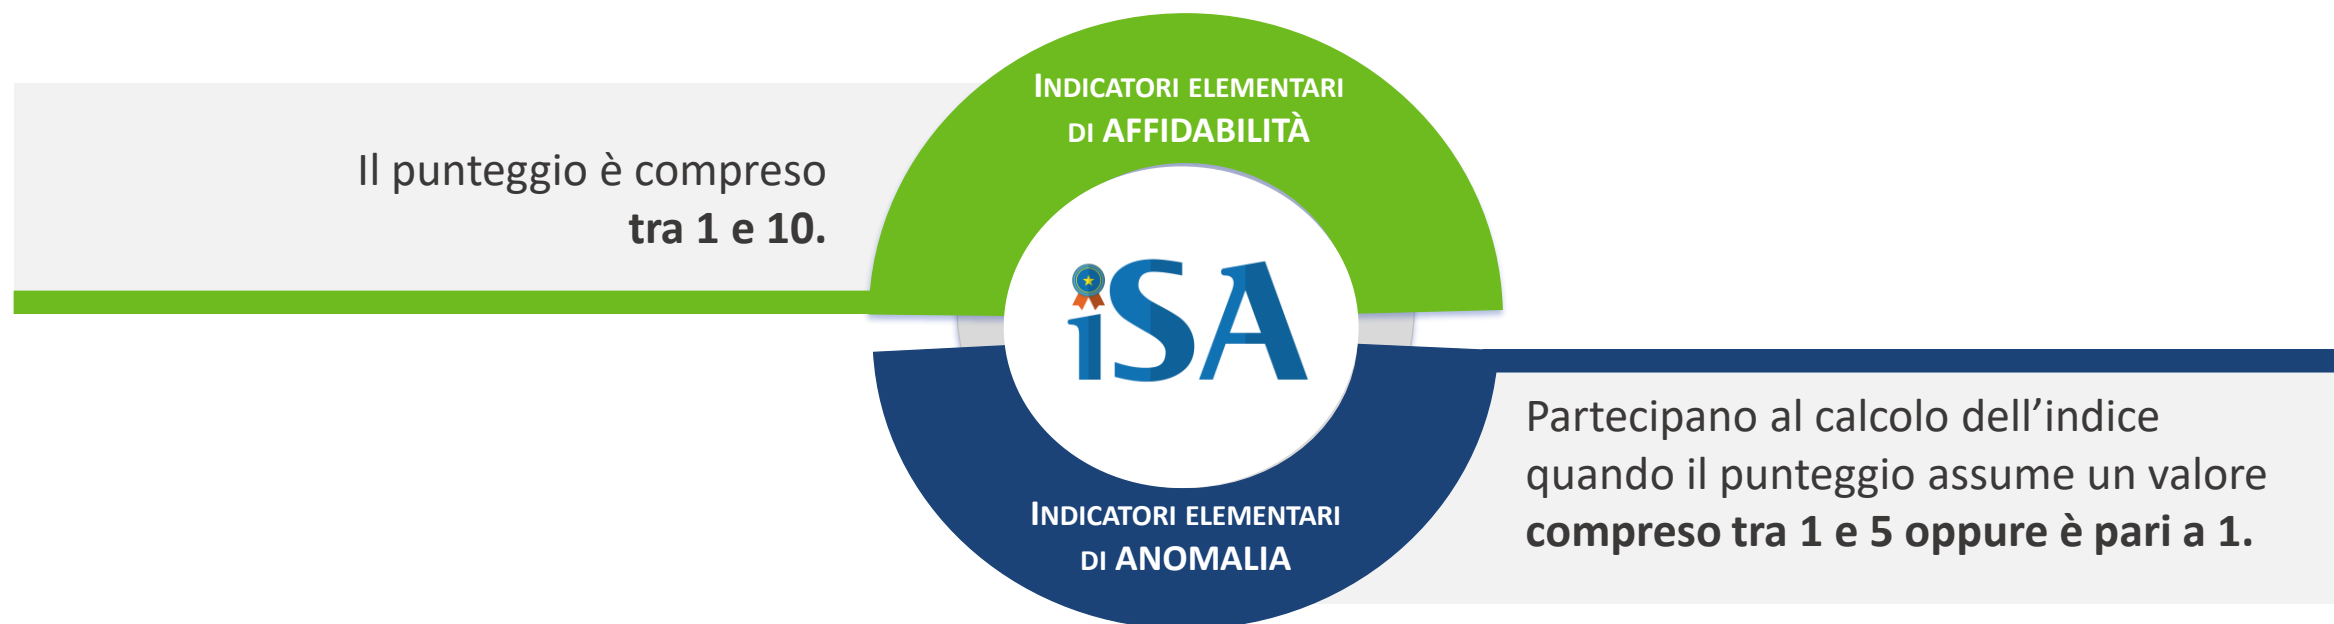 INDICATORI ELEMENTARI
DI AFFIDABILITÀ
Il punteggio è compreso
tra 1 e 10.
iSA
Partecipano al calcolo dell’indice
quando il punteggio assume un valore
compreso tra 1 e 5 oppure è pari a 1.
INDICATORI ELEMENTARI
DI ANOMALIA